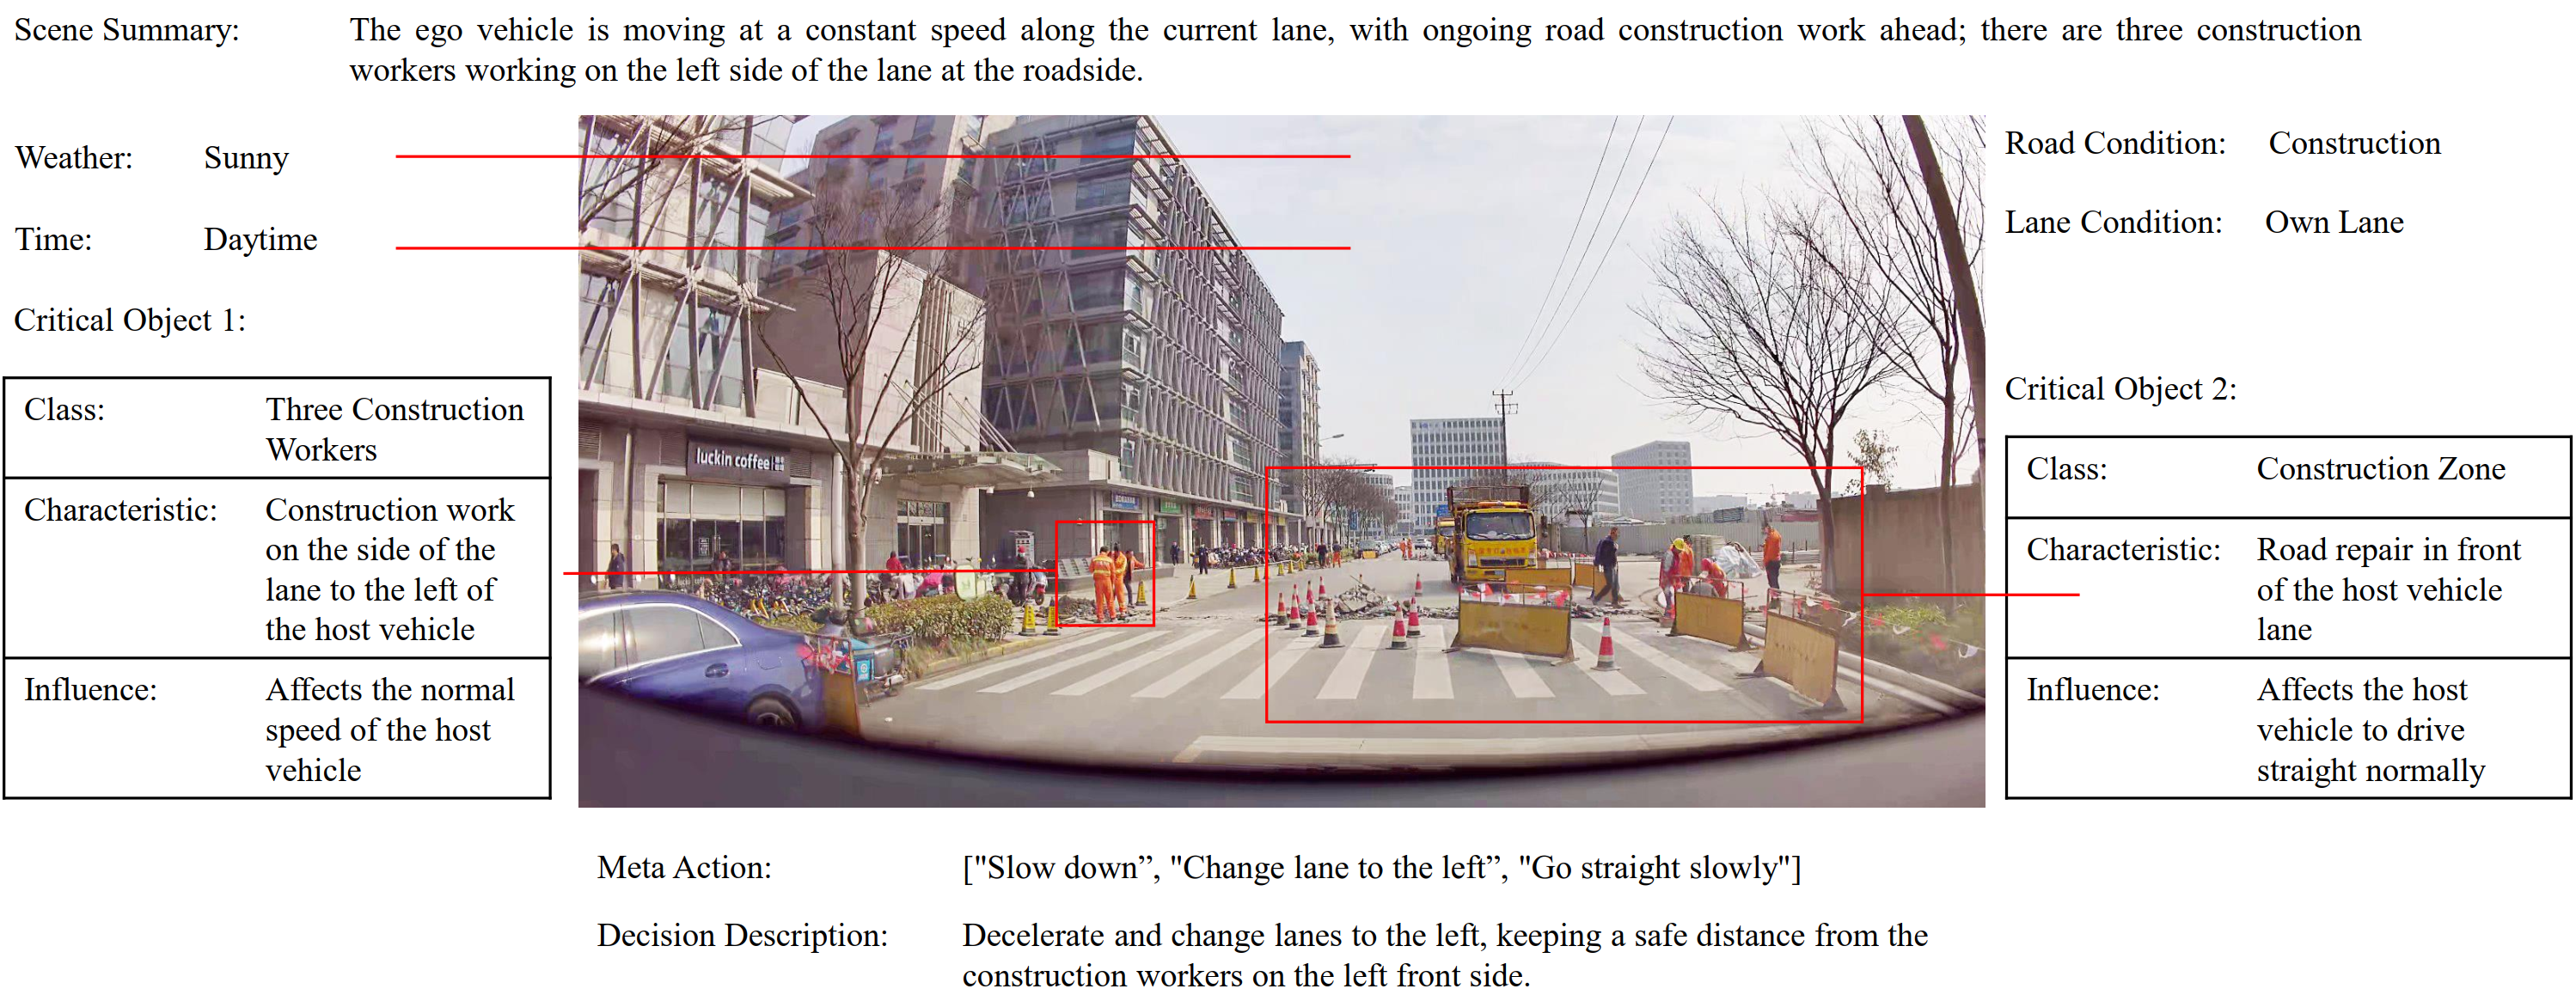 Scene Summary: The ego vehicle is moving at a constant speed along the current lane, with ongoing road construction work ahead; there are three construction
workers working on the left side of the lane at the roadside.
Weather: Sunny
Time: Daytime
Critical Object 1:
Class: Three Construction
Workers
Characteristic: Construction work
on the side of the
lane to the left of
the host vehicle
Influence: Affects the normal
speed of the host
vehicle
luckin coffee
Road Condition: Construction
Lane Condition: Own Lane
Critical Object 2:
Class: Construction Zone
Characteristic: Road repair in front
of the host vehicle
lane
Influence: Affects the host
vehicle to drive
straight normally
Meta Action: ["Slow down”, "Change lane to the left”, "Go straight slowly"]
Decision Description: Decelerate and change lanes to the left, keeping a safe distance from the
construction workers on the left front side.